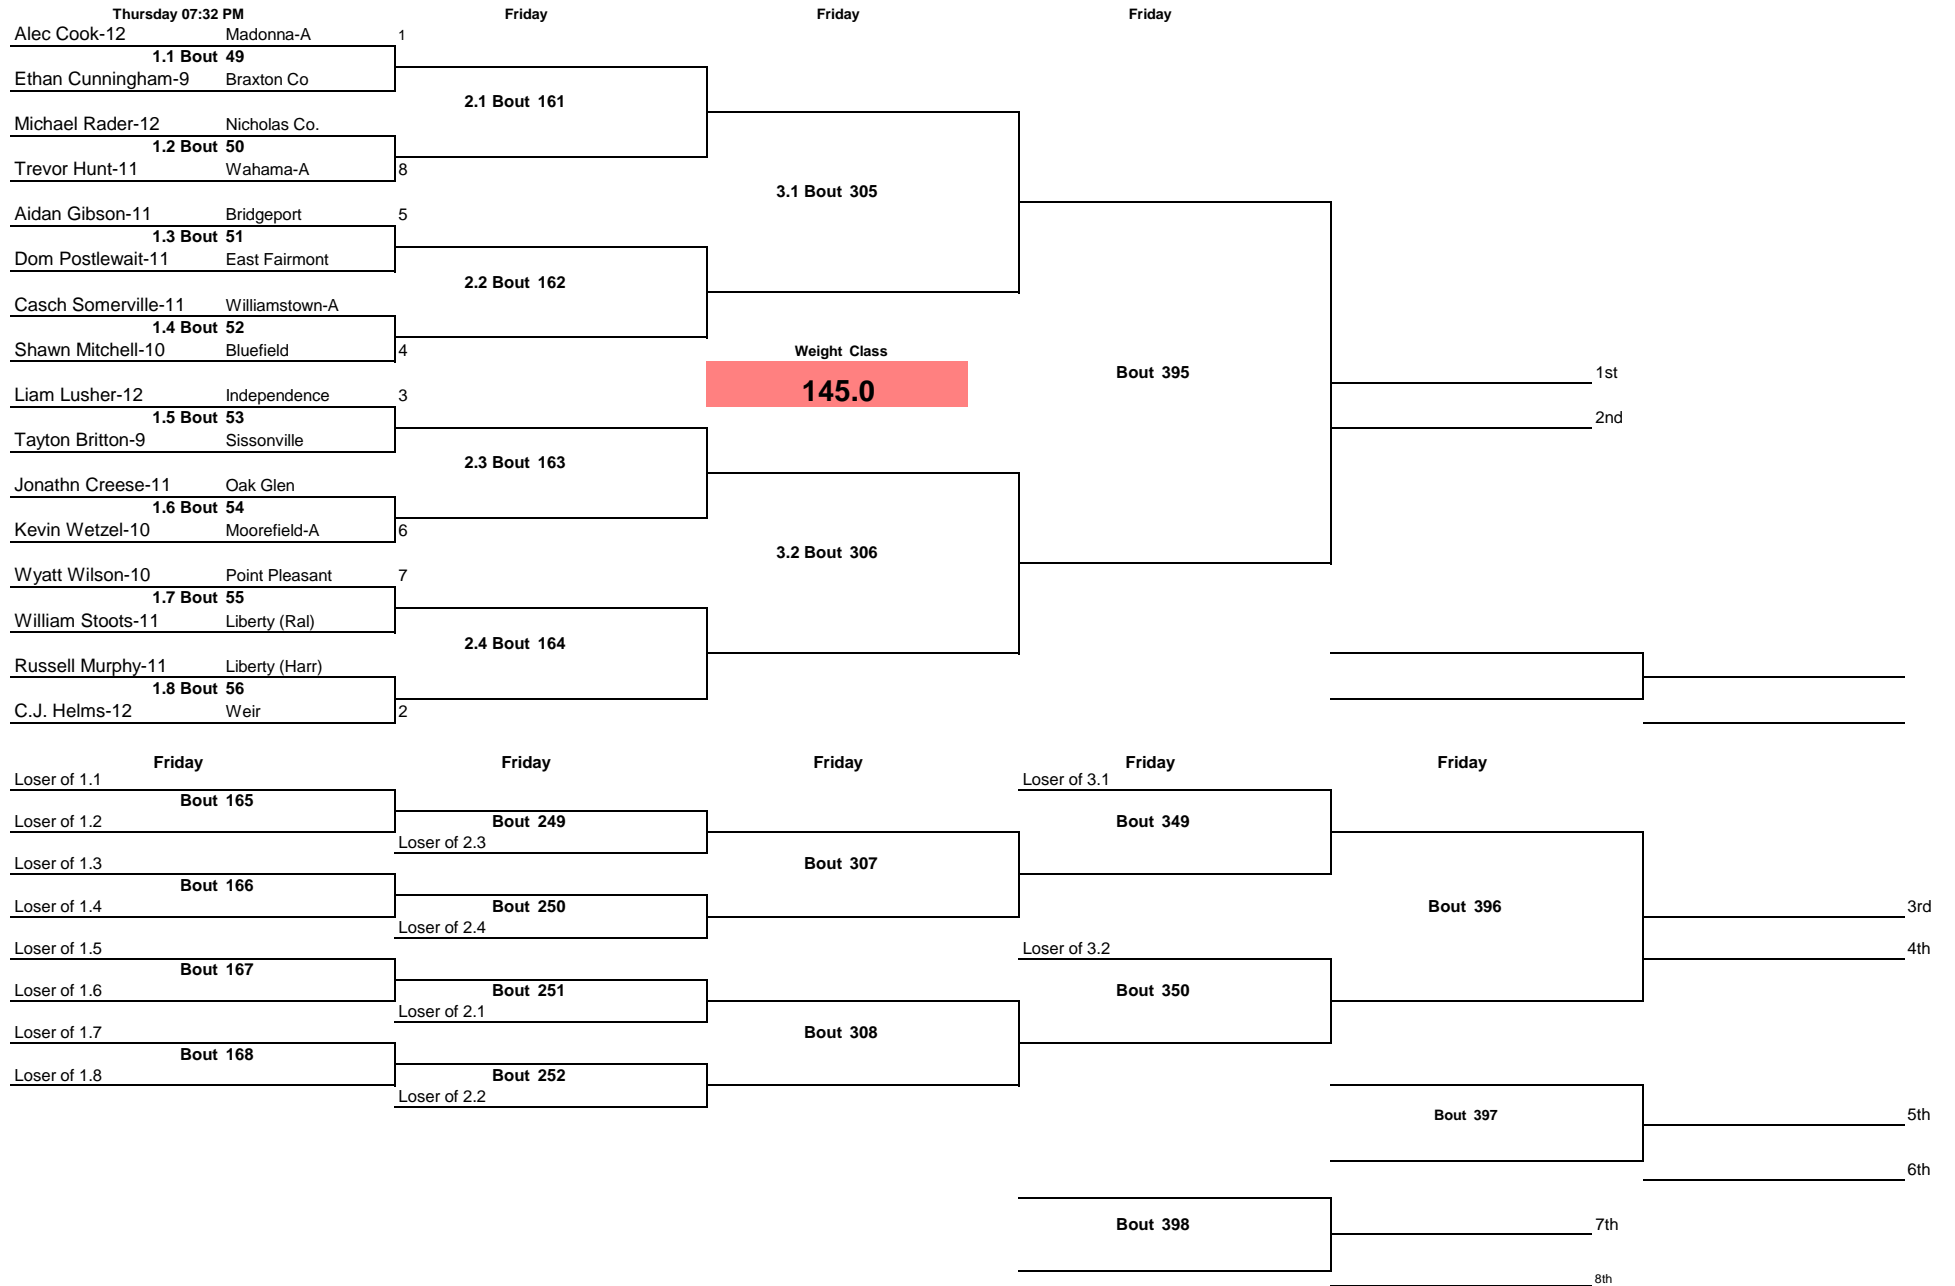 Thursday 07:32 PM Friday Friday Friday
Alec Cook-12 Madonna-A 1
1.1 Bout 49
Ethan Cunningham-9 Braxton Co
2.1 Bout 161
Michael Rader-12 Nicholas Co.
1.2 Bout 50
Trevor Hunt-11 Wahama-A 8
3.1 Bout 305
Aidan Gibson-11 Bridgeport 5
1.3 Bout 51
Dom Postlewait-11 East Fairmont
2.2 Bout 162
Casch Somerville-11 Williamstown-A
1.4 Bout 52
Shawn Mitchell-10 Bluefield 4
Weight Class
Bout 395 1st
145.0
Liam Lusher-12 Independence 3
1.5 Bout 53 2nd
Tayton Britton-9 Sissonville
2.3 Bout 163
Jonathn Creese-11 Oak Glen
1.6 Bout 54
Kevin Wetzel-10 Moorefield-A 6
3.2 Bout 306
Wyatt Wilson-10 Point Pleasant 7
1.7 Bout 55
William Stoots-11 Liberty (Ral)
2.4 Bout 164
Russell Murphy-11 Liberty (Harr)
1.8 Bout 56
C.J. Helms-12 Weir 2
Friday Friday Friday Friday Friday
Loser of 1.1 Loser of 3.1
Bout 165
Loser of 1.2 Bout 249 Bout 349
Loser of 2.3
Loser of 1.3 Bout 307
Bout 166
Loser of 1.4 Bout 250 Bout 396 3rd
Loser of 2.4
Loser of 1.5 Loser of 3.2 4th
Bout 167
Loser of 1.6 Bout 251 Bout 350
Loser of 2.1
Loser of 1.7 Bout 308
Bout 168
Loser of 1.8 Bout 252
Loser of 2.2
Bout 397 5th
6th
Bout 398 7th
8th